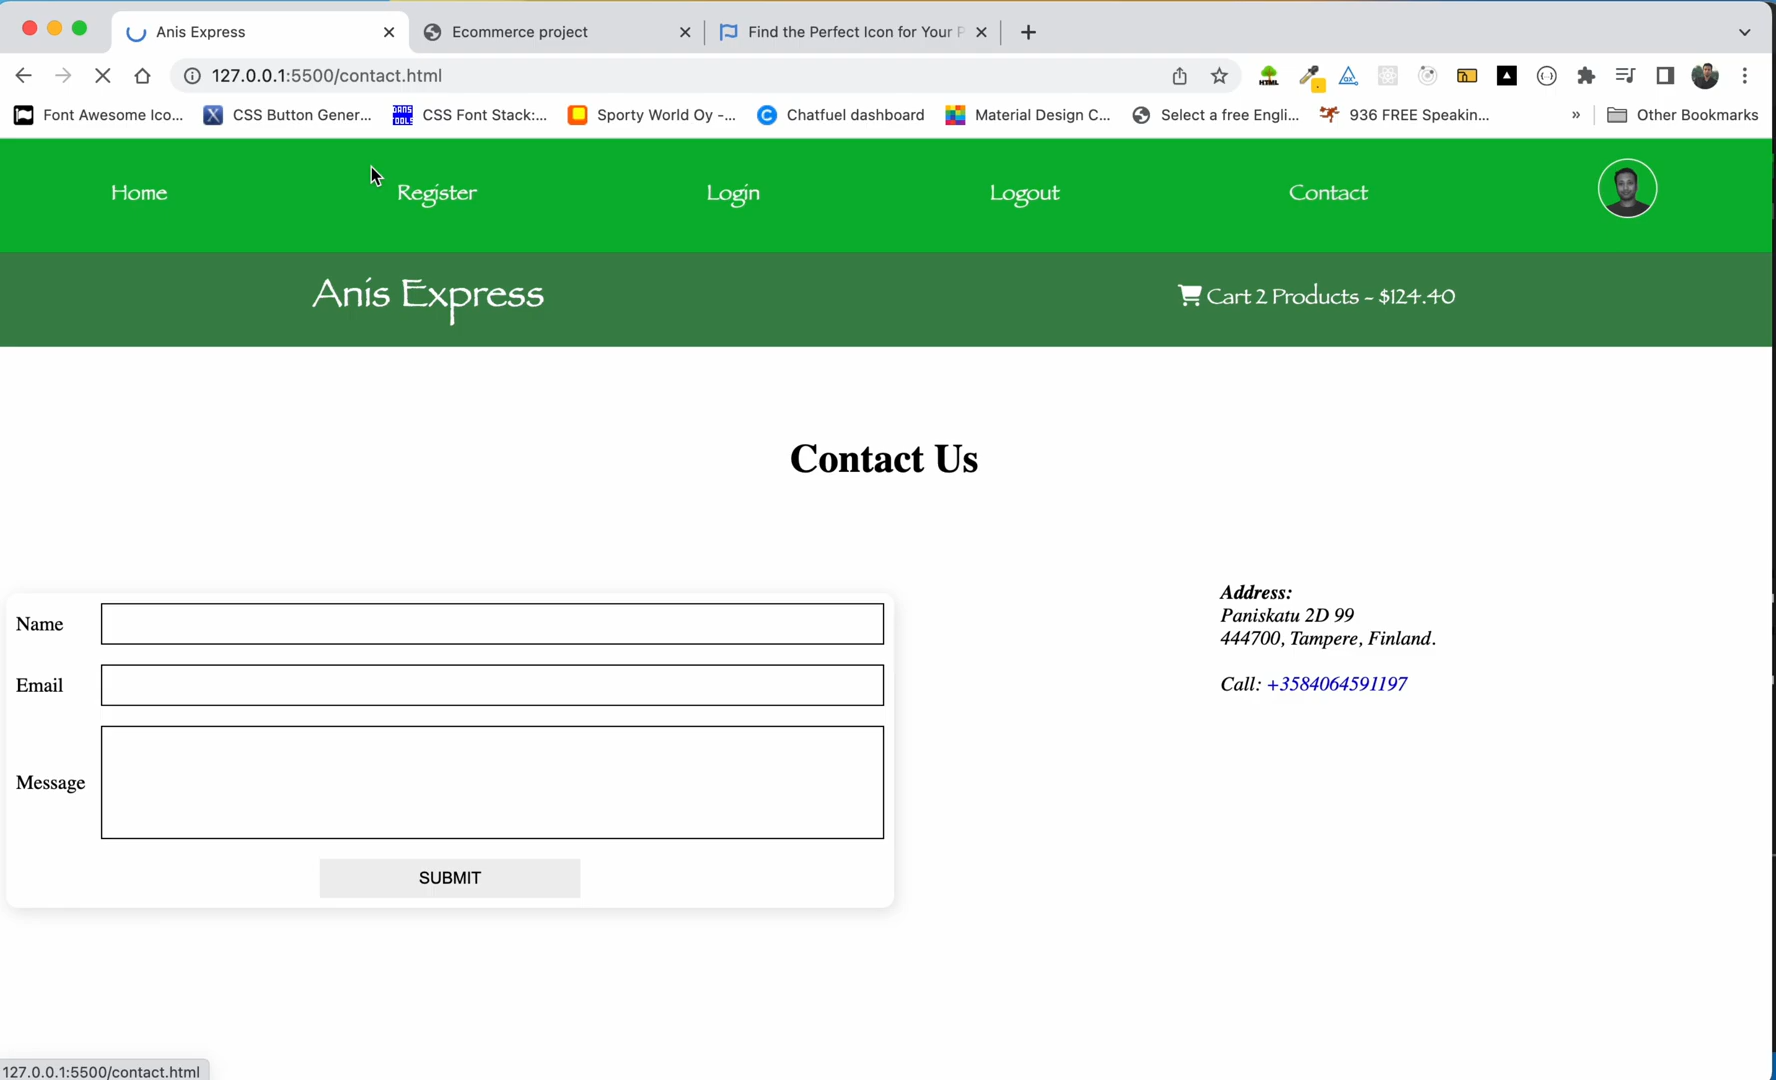 Anis Express
Ecommerce project
Find the Perfect Icon for Your P
127.0.0.1:5500/contact.html
Font Awesome Ico...
CSS Button Gener...
CSS Font Stack:...
Sporty World Oy -...
Chatfuel dashboard
Material Design C...
Select a free Engli...
936 FREE Speakin...
»
Other Bookmarks
Home
Register
Login
Logout
Contact
Anis Express
Cart 2 Products - $124.40
Contact Us
Name
Email
Message
SUBMIT
Address:
Paniskatu 2D 99
444700, Tampere, Finland.
Call: +3584064591197
127.0.0.1:5500/contact.html